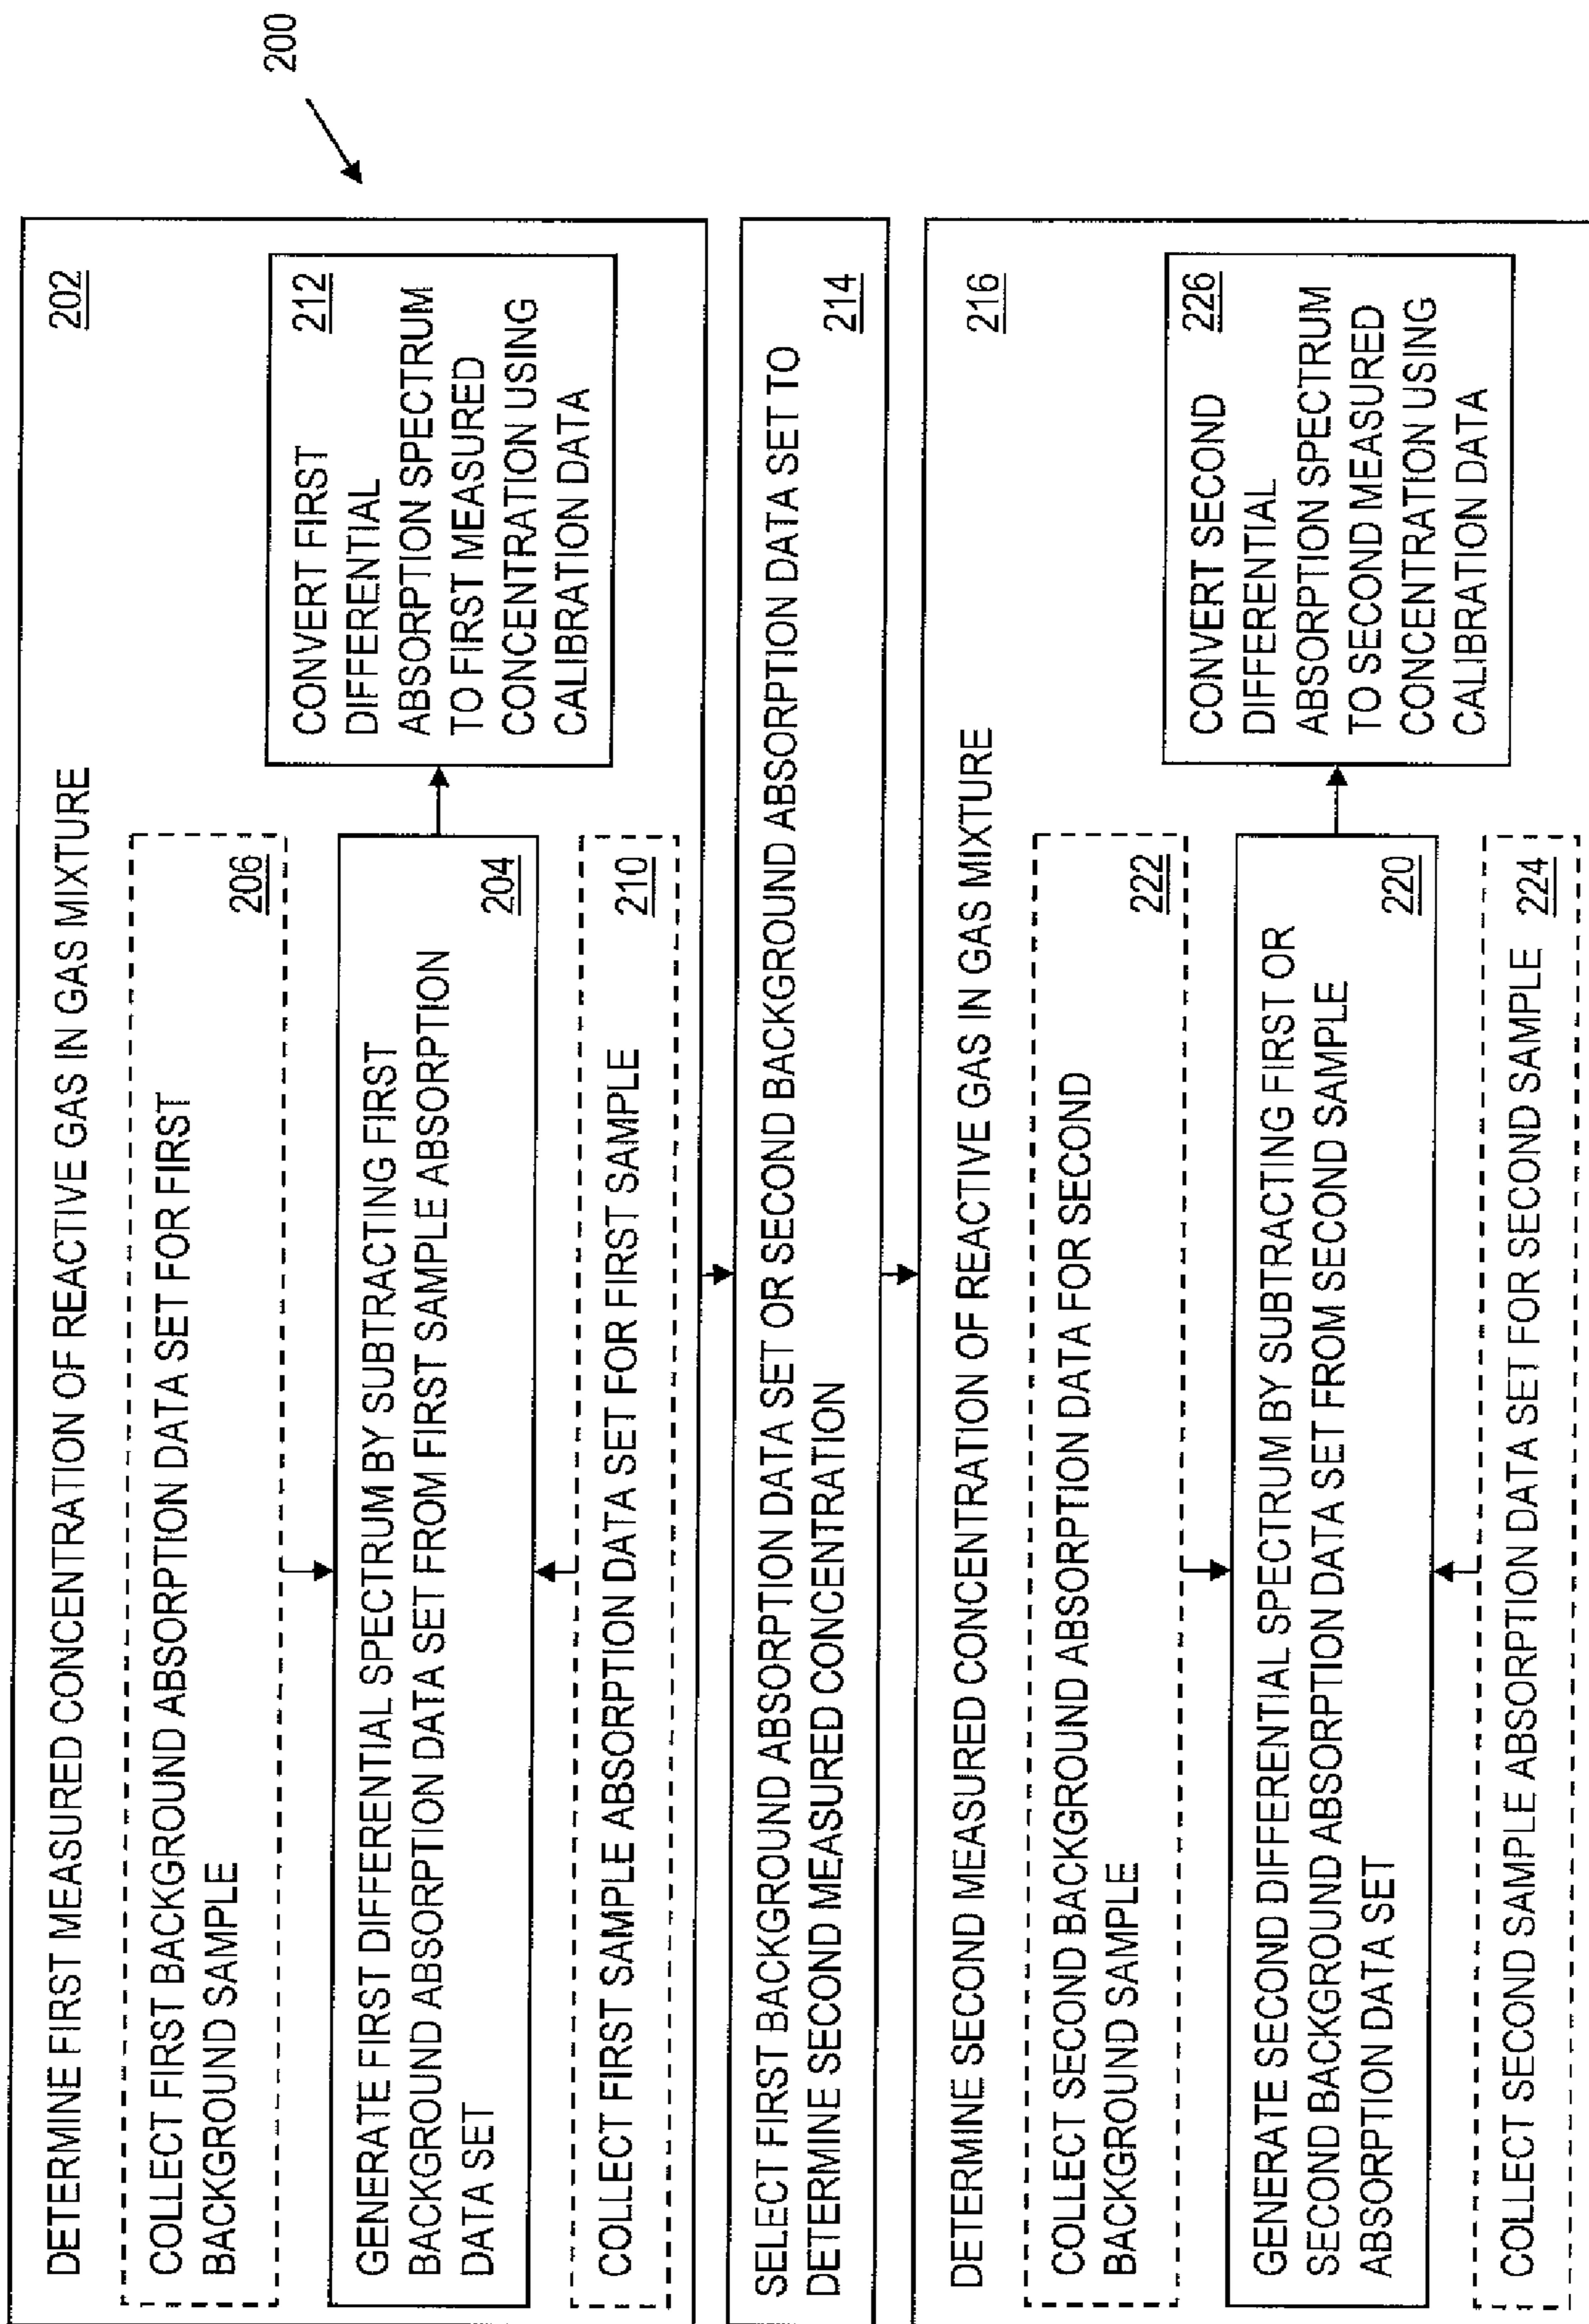 200
DETERMINE FIRST MEASURED CONCENTRATION OF REACTIVE GAS IN GAS MIXTURE
202
COLLECT FIRST BACKGROUND ABSORPTION DATA SET FOR FIRST
BACKGROUND SAMPLE
206
GENERATE FIRST DIFFERENTIAL SPECTRUM BY SUBTRACTING FIRST
BACKGROUND ABSORPTION DATA SET FROM FIRST SAMPLE ABSORPTION
DATA SET
204
COLLECT FIRST SAMPLE ABSORPTION DATA SET FOR FIRST SAMPLE
210
CONVERT FIRST
212
DIFFERENTIAL
ABSORPTION SPECTRUM
TO FIRST MEASURED
CONCENTRATION USING
CALIBRATION DATA
SELECT FIRST BACKGROUND ABSORPTION DATA SET OR SECOND BACKGROUND ABSORPTION DATA SET TO
DETERMINE SECOND MEASURED CONCENTRATION
214
DETERMINE SECOND MEASURED CONCENTRATION OF REACTIVE GAS IN GAS MIXTURE
216
COLLECT SECOND BACKGROUND ABSORPTION DATA FOR SECOND
BACKGROUND SAMPLE
222
GENERATE SECOND DIFFERENTIAL SPECTRUM BY SUBTRACTING FIRST OR
SECOND BACKGROUND ABSORPTION DATA SET FROM SECOND SAMPLE
ABSORPTION DATA SET
220
COLLECT SECOND SAMPLE ABSORPTION DATA SET FOR SECOND SAMPLE
224
CONVERT SECOND
226
DIFFERENTIAL
ABSORPTION SPECTRUM
TO SECOND MEASURED
CONCENTRATION USING
CALIBRATION DATA